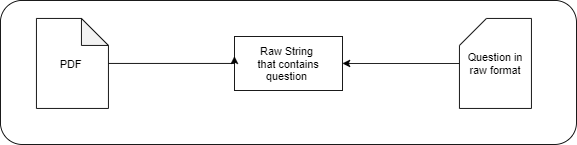 PDF
Raw String
that contains
question
Question in
raw format